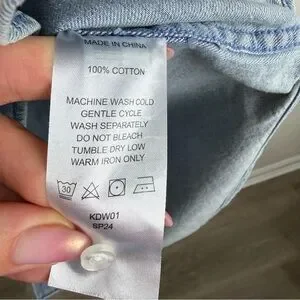 MADE IN CHINA
100% COTTON
MACHINE WASH COLD
GENTLE CYCLE
WASH SEPARATELY
DO NOT BLEACH
TUMBLE DRY LOW
WARM IRON ONLY
30
KDW01
SP24